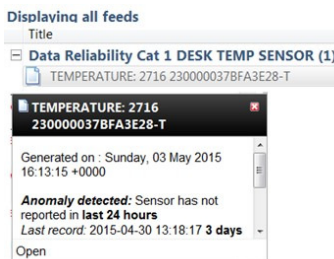 Displaying all feeds
Title
Data Reliability Cat 1 DESK TEMP SENSOR (1)
TEMPERATURE: 2716 230000037BFA3E28-T
TEMPERATURE: 2716
230000037BFA3E28-T
Generated on : Sunday, 03 May 2015
16:13:15 +0000
Anomaly detected: Sensor has not
reported in last 24 hours
Last record: 2015-04-30 13:18:17 3 days
Open